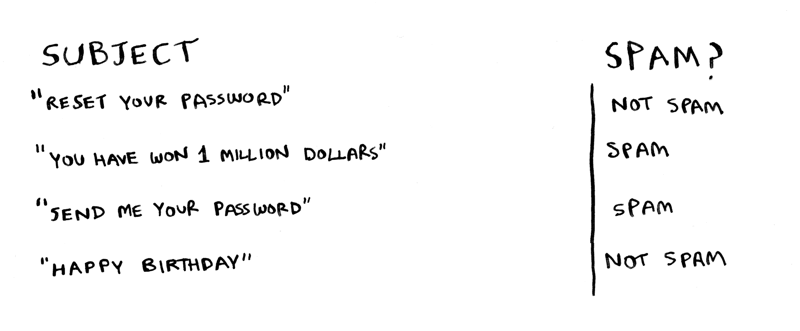 SUBJECT SPAM?
"RESET YOUR PASSWORD" NOT SPAM
"YOU HAVE WON 1 MILLION DOLLARS" SPAM
"SEND ME YOUR PASSWORD" SPAM
"HAPPY BIRTHDAY" NOT SPAM